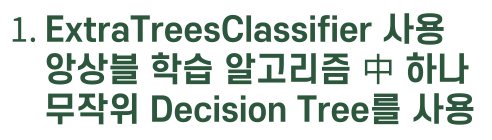 1. ExtraTreesClassifier 사용
앙상블 학습 알고리즘 中 하나
무작위 Decision Tree를 사용